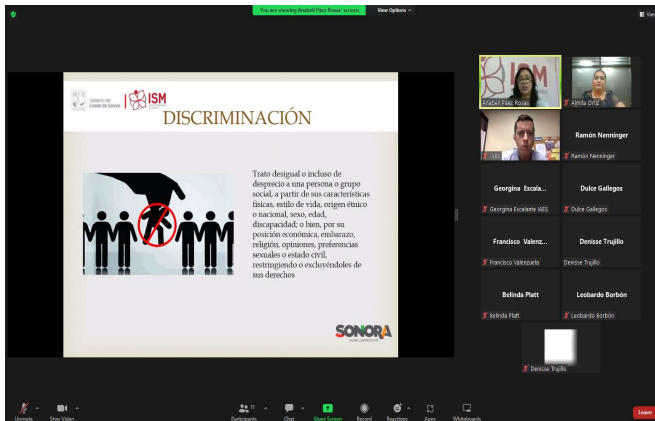 You are viewing Anabell Páez Rosas' screen
View Options
View
GOBIERNO DEL
Estado de Sonora
ISM
DISCRIMINACIÓN
Trato desigual o incluso de
desprecio a una persona o grupo
social, a partir de sus características
físicas, estilo de vida, origen étnico
o nacional, sexo, edad,
discapacidad; o bien, por su
posición económica, embarazo,
religión, opiniones, preferencias
sexuales o estado civil,
restringiendo o excluyéndoles de
sus derechos
SONORA
ISM
Anabell Páez Rosas
Almita Ortiz
IAES
Ramón Nenninger
Ramón Nenninger
Georgina Escala...
Georgina Escalante IAES
Dulce Gallegos
Dulce Gallegos
Francisco Valenz...
Francisco Valenzuela
Denisse Trujillo
Denisse Trujillo
Belinda Platt
Belinda Platt
Leobardo Borbón
Leobardo Borbón
Denisse Trujillo
Unmute
Stop Video
11
Participants
Chat
Share Screen
Record
Reactions
Apps
Whiteboards
Leave